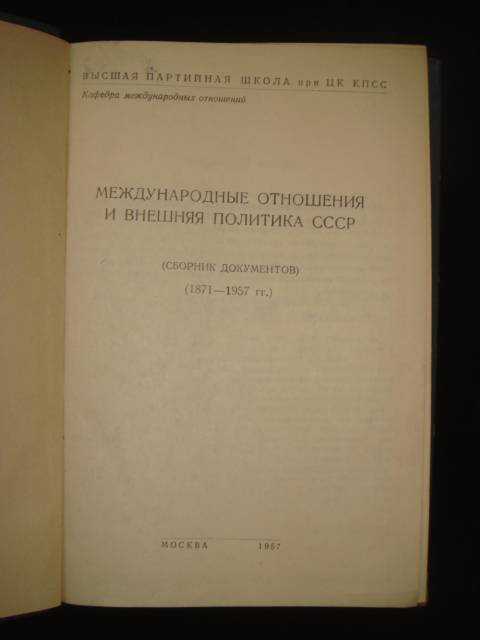 ВЫСШАЯ ПАРТИЙНАЯ ШКОЛА при ЦК КПСС
Кафедра международных отношений
МЕЖДУНАРОДНЫЕ ОТНОШЕНИЯ
И ВНЕШНЯЯ ПОЛИТИКА СССР
(СБОРНИК ДОКУМЕНТОВ)
(1871—1957 гг.)
МОСКВА 1957